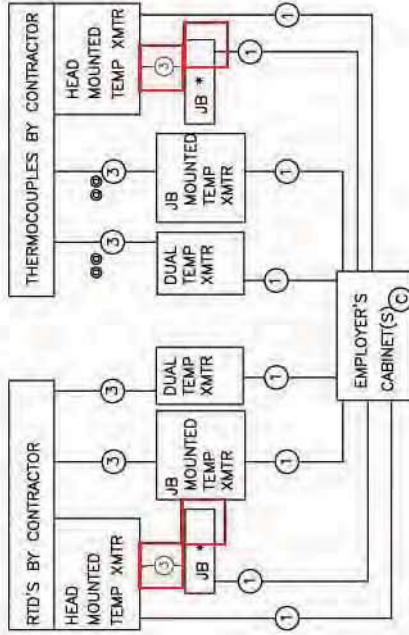 THERMOCOUPLES BY CONTRACTOR
HEAD
MOUNTED
TEMP XMTR
3
JB *
1
1
@@ 3
JB
MOUNTED
TEMP
XMTR
1
@@ 3
DUAL
TEMP
XMTR
1
EMPLOYER'S
CABINET(S)
C
RTD'S BY CONTRACTOR
3
DUAL
TEMP
XMTR
1
3
JB
MOUNTED
TEMP
XMTR
1
HEAD
MOUNTED
TEMP XMTR
3
JB *
1
1